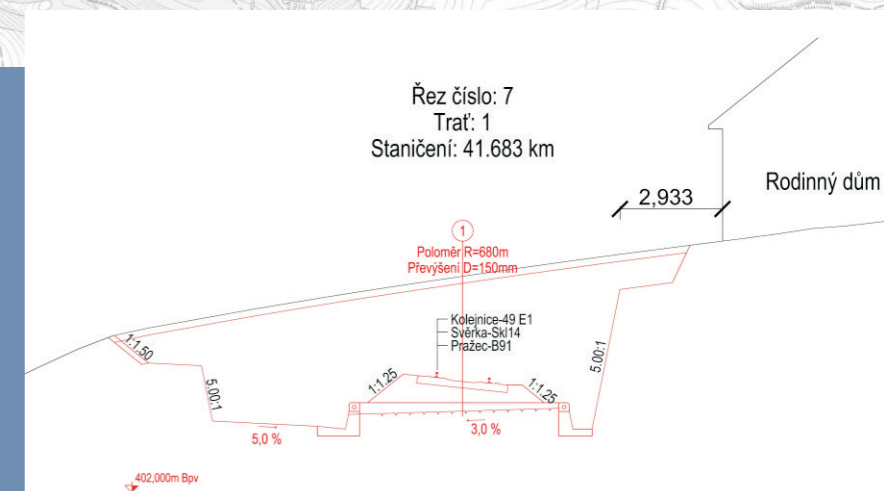 Řez číslo: 7
Trať: 1
Staničení: 41.683 km
Rodinný dům
2,933
1
Poloměr R=680m
Převýšení D=150mm
Kolejnice-49 E1
Svěrka-Skl14
Pražec-B91
1:1.50
5.00:1
1:1.25
1:1.25
5.00:1
5,0 %
3,0 %
402,000m Bpv